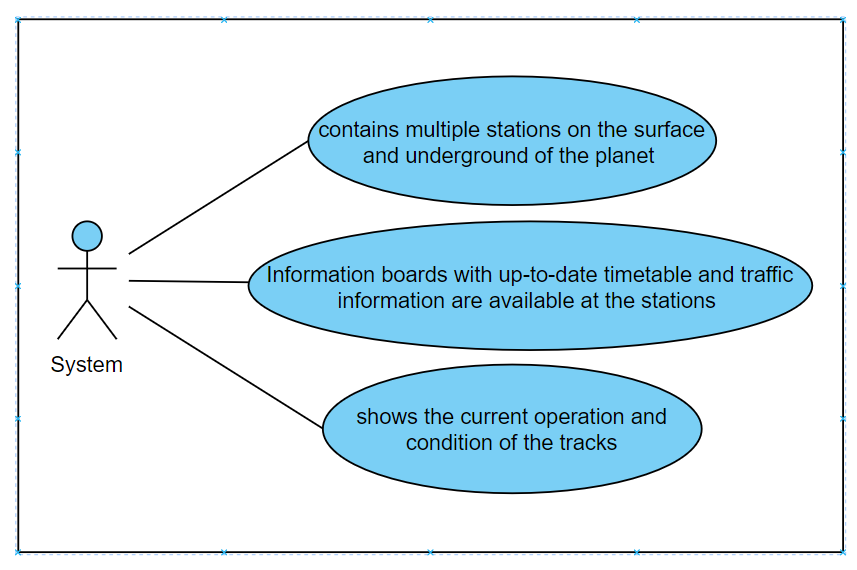 contains multiple stations on the surface
and underground of the planet
Information boards with up-to-date timetable and traffic
information are available at the stations
System
shows the current operation and
condition of the tracks